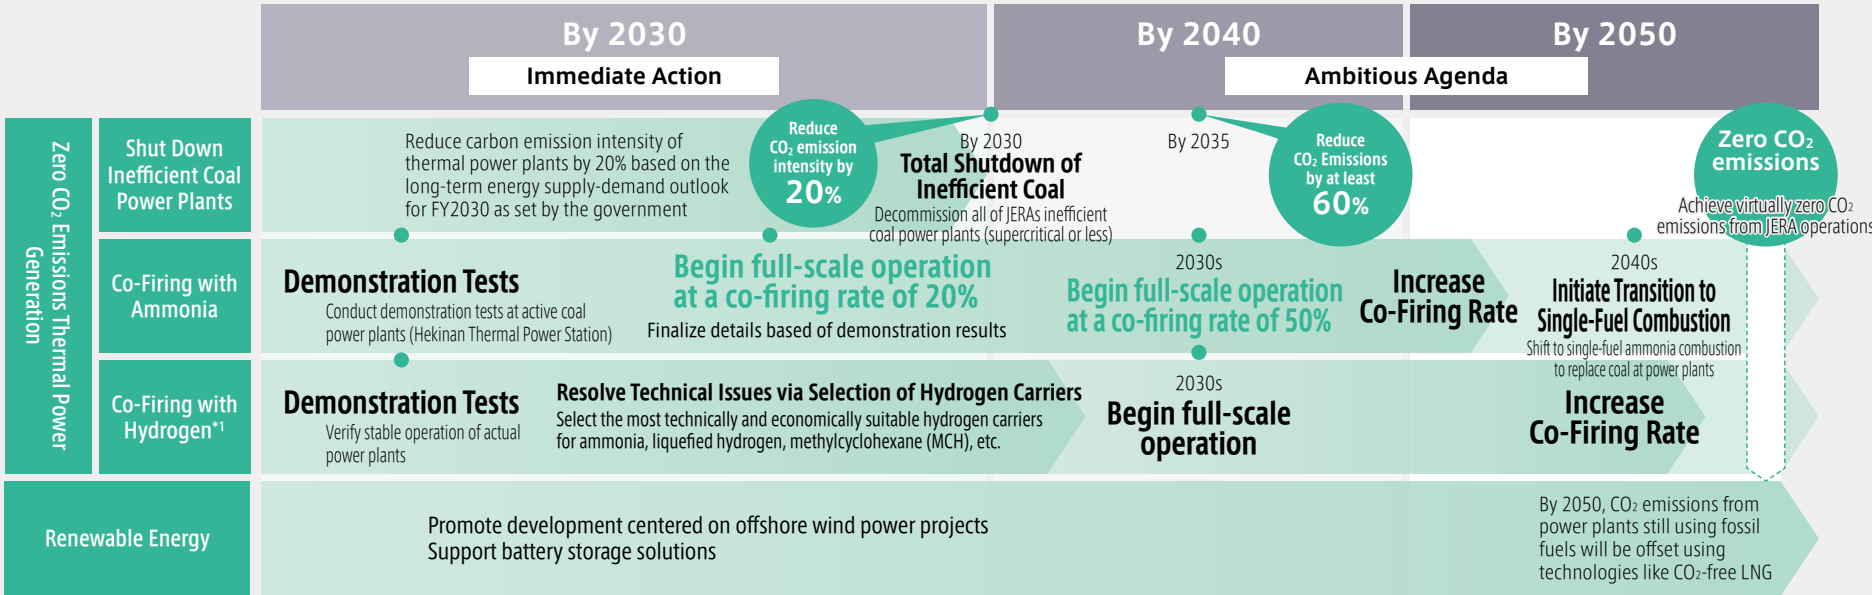 By 2030
By 2040
By 2050
Immediate Action
Ambitious Agenda
Zero CO₂ Emissions Thermal Power
Generation
Shut Down
Inefficient Coal
Power Plants
Reduce carbon emission intensity of
thermal power plants by 20% based on the
long-term energy supply-demand outlook
for FY2030 as set by the government
Reduce
CO₂ emission
intensity by
20%
By 2030
Total Shutdown of
Inefficient Coal
Decommission all of JERAs inefficient
coal power plants (supercritical or less)
By 2035
Reduce
CO₂ Emissions
by at least
60%
Zero CO₂
emissions
Achieve virtually zero CO₂
emissions from JERA operations
Co-Firing with
Ammonia
Demonstration Tests
Conduct demonstration tests at active coal
power plants (Hekinan Thermal Power Station)
Begin full-scale operation
at a co-firing rate of 20%
Finalize details based of demonstration results
2030s
Begin full-scale operation
at a co-firing rate of 50%
Increase
Co-Firing Rate
2040s
Initiate Transition to
Single-Fuel Combustion
Shift to single-fuel ammonia combustion
to replace coal at power plants
Co-Firing with
Hydrogen*1
Demonstration Tests
Verify stable operation of actual
power plants
Resolve Technical Issues via Selection of Hydrogen Carriers
Select the most technically and economically suitable hydrogen carriers
for ammonia, liquefied hydrogen, methylcyclohexane (MCH), etc.
2030s
Begin full-scale
operation
Increase
Co-Firing Rate
Renewable Energy
Promote development centered on offshore wind power projects
Support battery storage solutions
By 2050, CO₂ emissions from
power plants still using fossil
fuels will be offset using
technologies like CO₂-free LNG